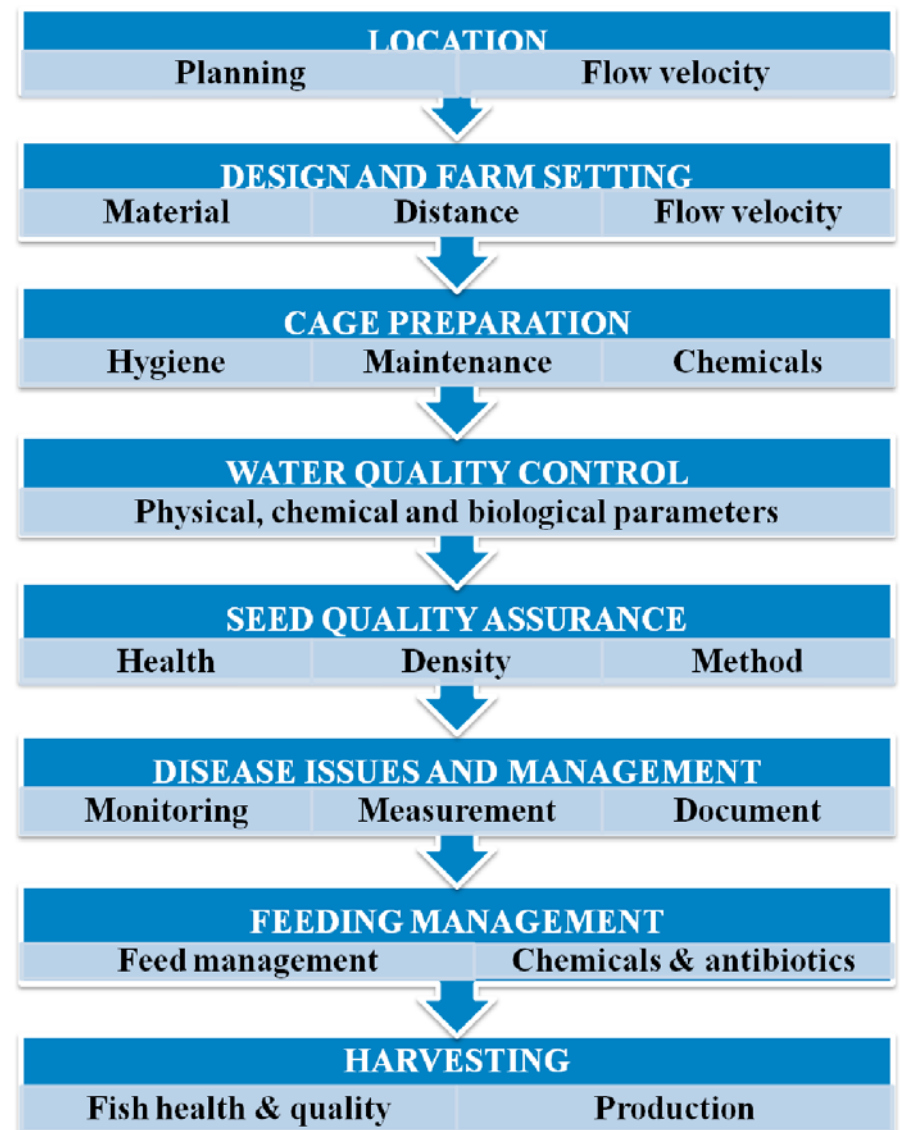 LOCATION
Planning Flow velocity
DESIGN AND FARM SETTING
Material Distance Flow velocity
CAGE PREPARATION
Hygiene Maintenance Chemicals
WATER QUALITY CONTROL
Physical, chemical and biological parameters
SEED QUALITY ASSURANCE
Health Density Method
DISEASE ISSUES AND MANAGEMENT
Monitoring Measurement Document
FEEDING MANAGEMENT
Feed management Chemicals & antibiotics
HARVESTING
Fish health & quality Production